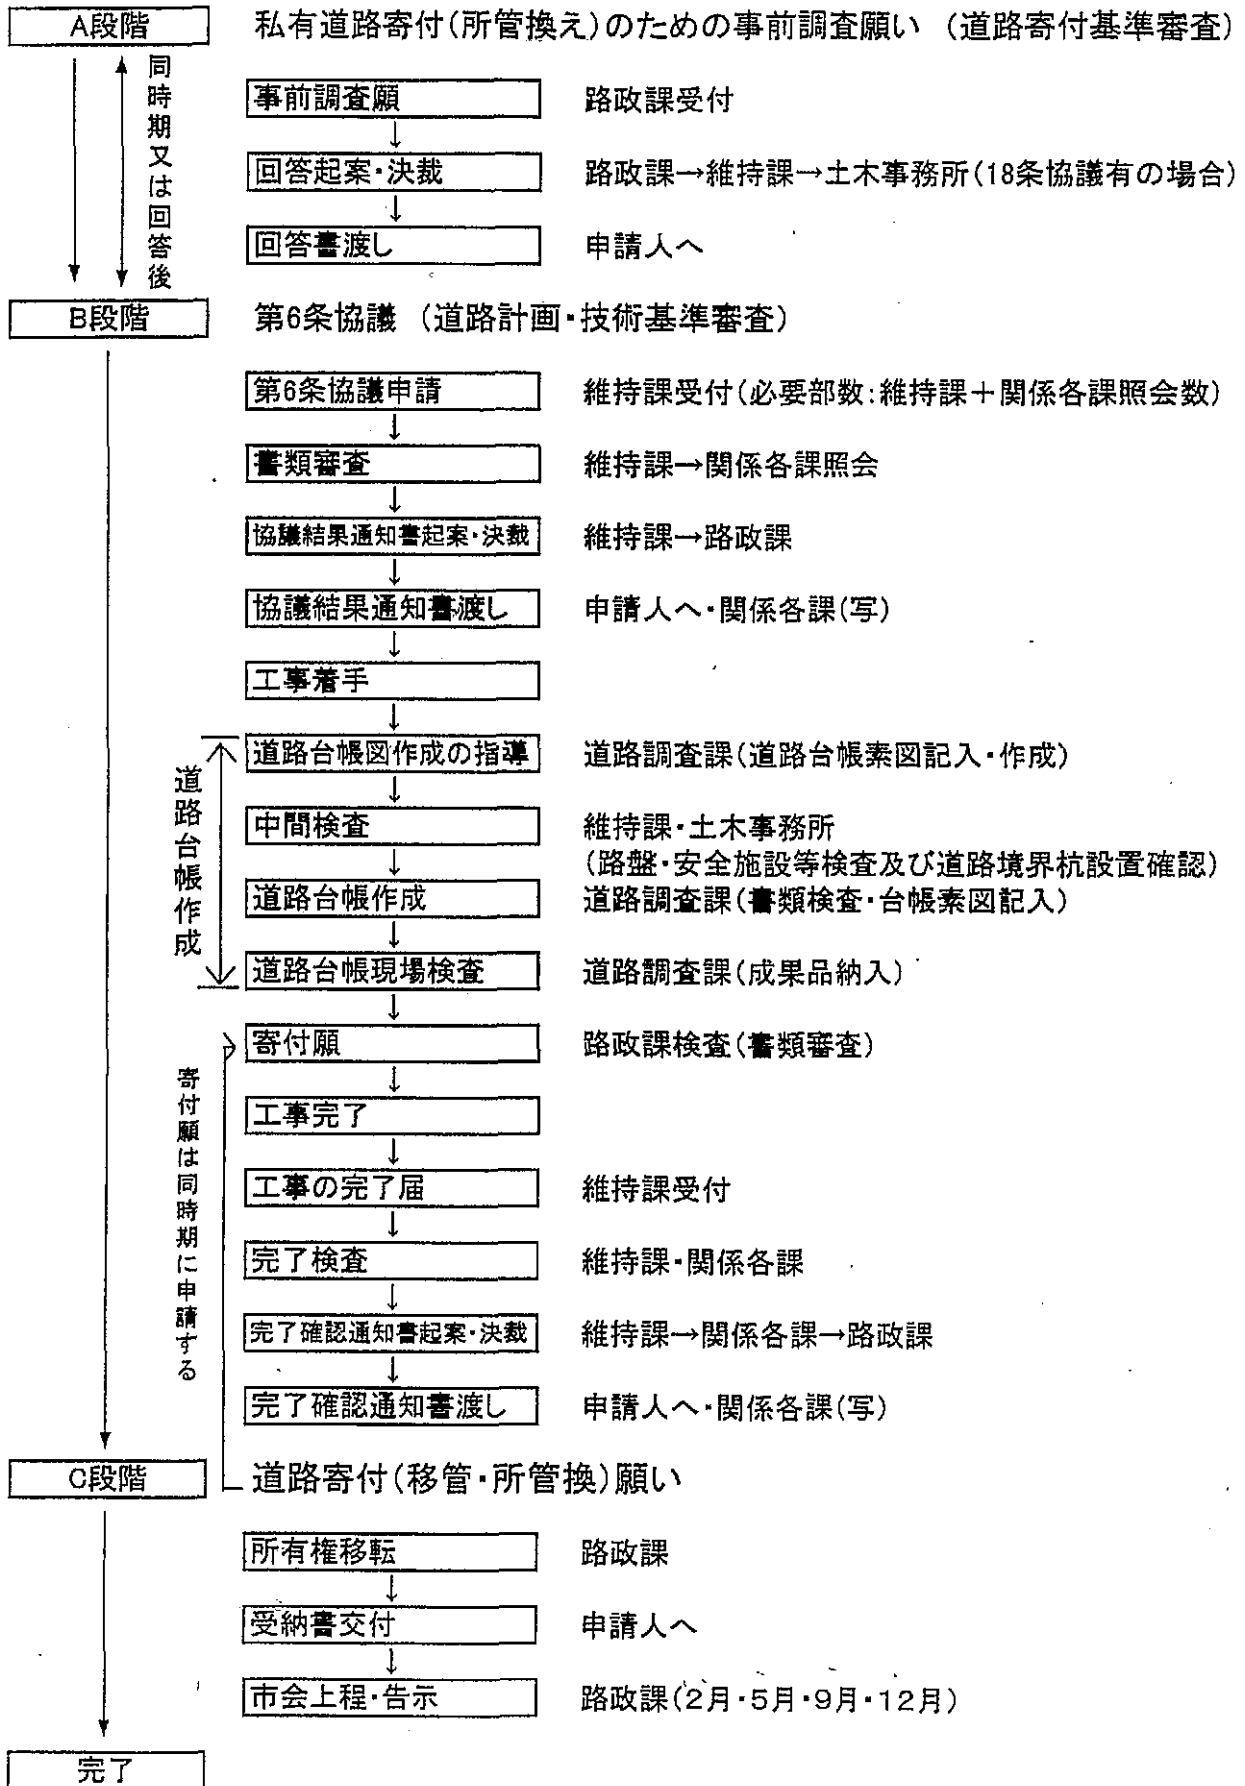 A段階 私有道路寄付(所管換え)のための事前調査願い (道路寄付基準審査)
同時期又は回答後
事前調査願 路政課受付
↓
回答起案・決裁 路政課→維持課→土木事務所(18条協議有の場合)
↓
回答書渡し 申請人へ
B段階 第6条協議 (道路計画・技術基準審査)
第6条協議申請 維持課受付(必要部数:維持課+関係各課照会数)
↓
書類審査 維持課→関係各課照会
↓
協議結果通知書起案・決裁 維持課→路政課
↓
協議結果通知書渡し 申請人へ・関係各課(写)
↓
工事着手
↓
道路台帳作成
道路台帳図作成の指導 道路調査課(道路台帳素図記入・作成)
↓
中間検査 維持課・土木事務所
(路盤・安全施設等検査及び道路境界杭設置確認)
↓
道路台帳作成 道路調査課(書類検査・台帳素図記入)
↓
道路台帳現場検査 道路調査課(成果品納入)
↓
寄付願 路政課検査(書類審査)
寄付願は同時期に申請する
↓
工事完了
↓
工事の完了届 維持課受付
↓
完了検査 維持課・関係各課
↓
完了確認通知書起案・決裁 維持課→関係各課→路政課
↓
完了確認通知書渡し 申請人へ・関係各課(写)
C段階 道路寄付(移管・所管換)願い
所有権移転 路政課
↓
受納書交付 申請人へ
↓
市会上程・告示 路政課(2月・5月・9月・12月)
完了